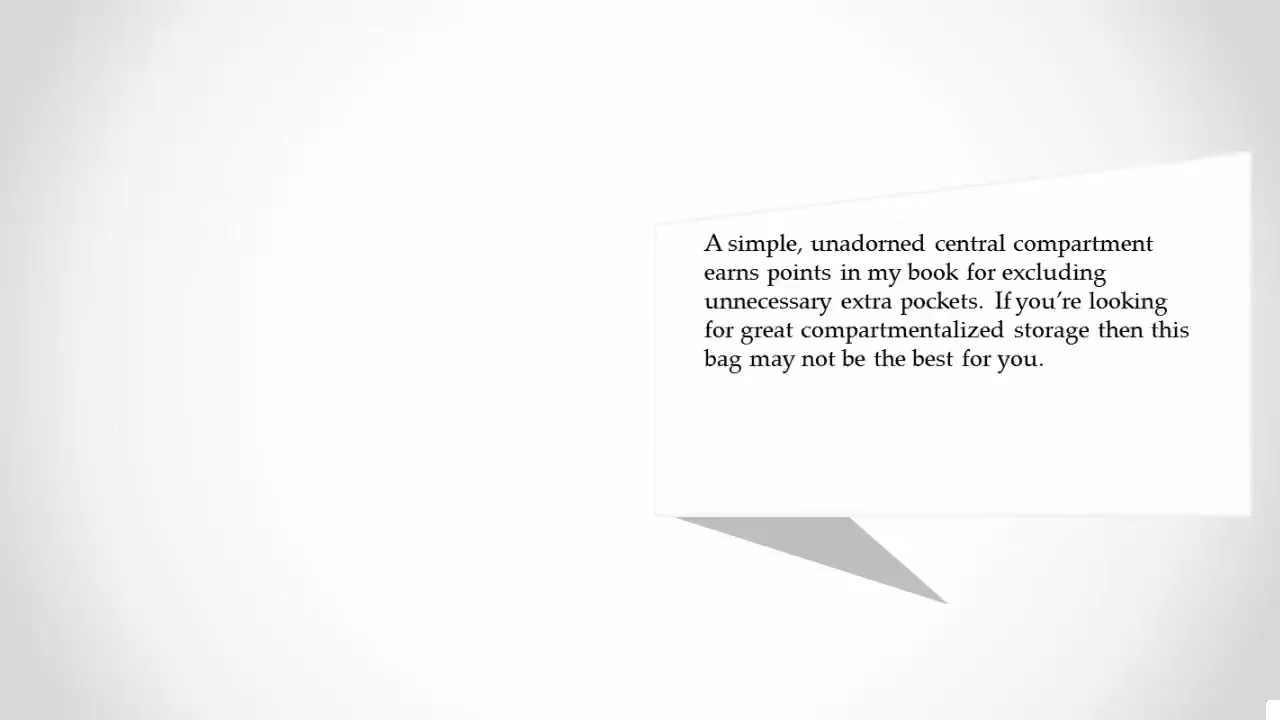 A simple, unadorned central compartment
earns points in my book for excluding
unnecessary extra pockets.  If you’re looking
for great compartmentalized storage then this
bag may not be the best for you.